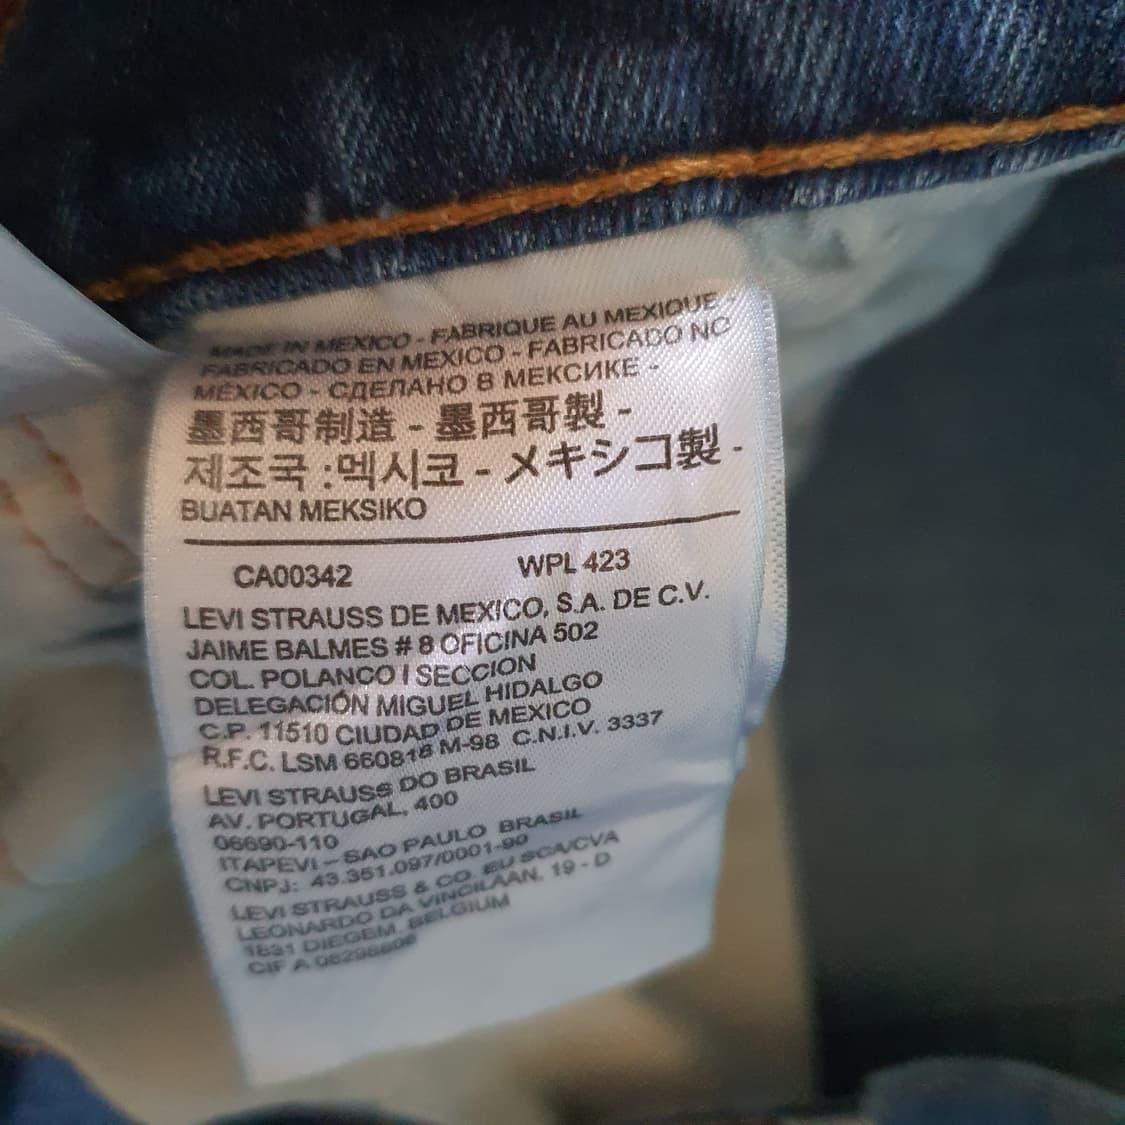 MADE IN MEXICO - FABRIQUE AU MEXIQUE -
FABRICADO EN MEXICO - FABRICADO NO
MÉXICO - СДЕЛАНО В МЕКСИКЕ -
墨西哥制造 - 墨西哥製 -
제조국 :멕시코 - メキシコ製 -
BUATAN MEKSIKO
CA00342 WPL 423
LEVI STRAUSS DE MEXICO, S.A. DE C.V.
JAIME BALMES # 8 OFICINA 502
COL. POLANCO I SECCION
DELEGACIÓN MIGUEL HIDALGO
C.P. 11510 CIUDAD DE MEXICO
R.F.C. LSM 660818 M-98 C.N.I.V. 3337
LEVI STRAUSS DO BRASIL
AV. PORTUGAL, 400
06690-110
ITAPEVI – SAO PAULO BRASIL
CNPJ: 43.351.097/0001-90
LEVI STRAUSS & CO. EU SCA/CVA
LEONARDO DA VINCILAAN, 19 - D
1831 DIEGEM, BELGIUM
CIF A